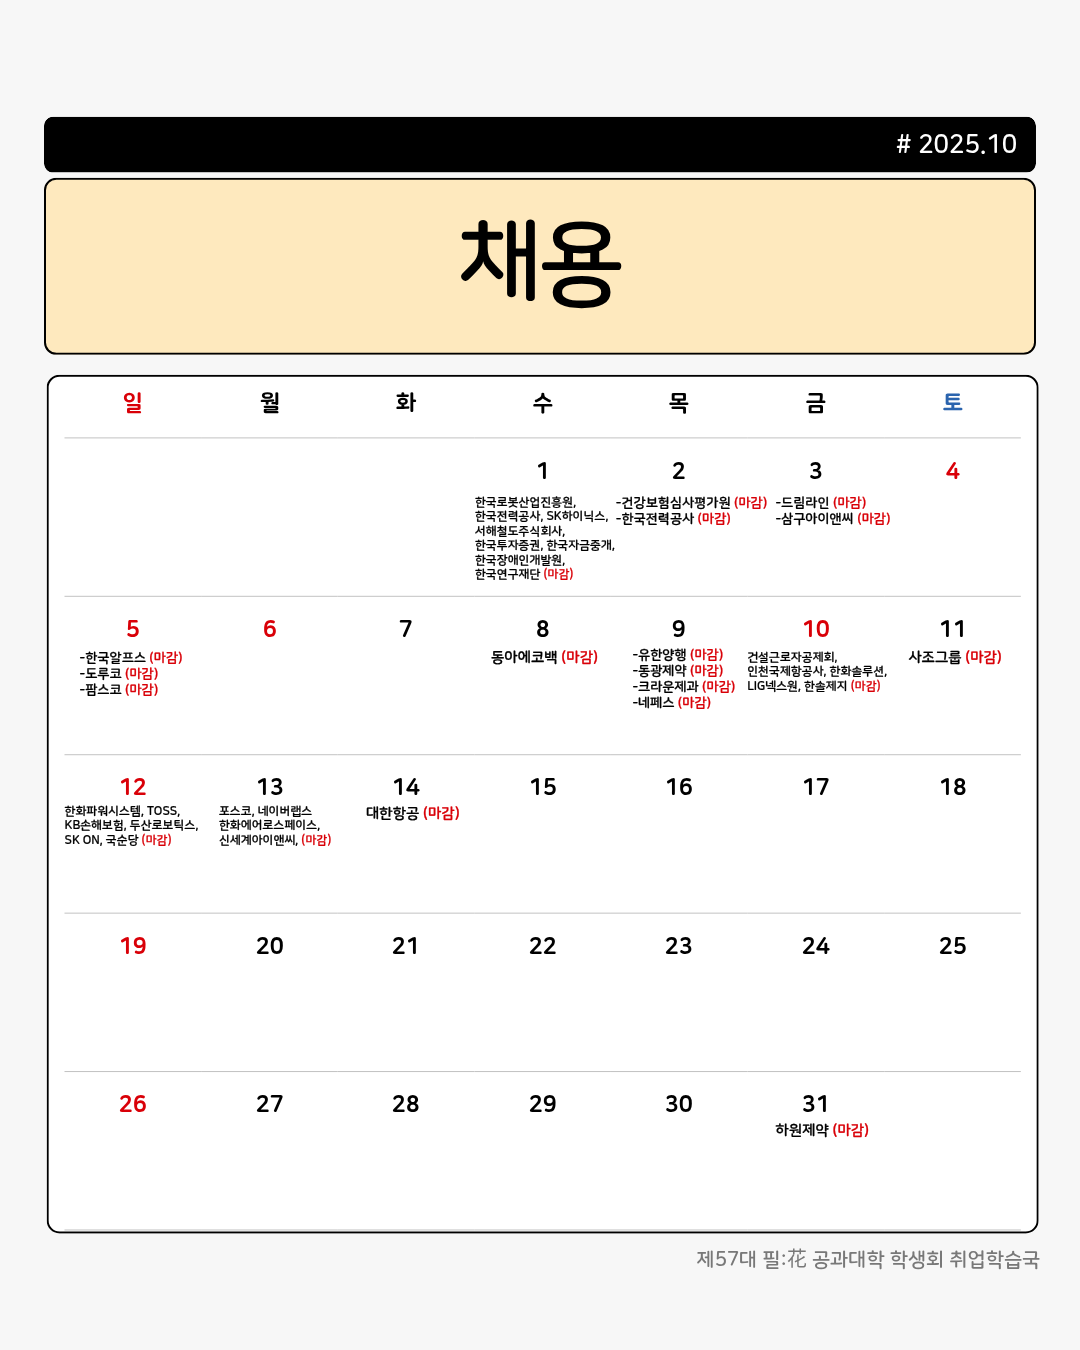 # 2025.10
채용
일 월 화 수 목 금 토
1 2 3 4
한국로봇산업진흥원,
한국전력공사, SK하이닉스,
서해철도주식회사,
한국투자증권, 한국자금중개,
한국장애인개발원,
한국연구재단 (마감)
-건강보험심사평가원 (마감)
-한국전력공사 (마감)
-드림라인 (마감)
-삼구아이앤씨 (마감)
5 6 7 8 9 10 11
-한국알프스 (마감)
-도루코 (마감)
-팜스코 (마감)
동아에코백 (마감)
-유한양행 (마감)
-동광제약 (마감)
-크라운제과 (마감)
-네페스 (마감)
건설근로자공제회,
인천국제항공사, 한화솔루션,
LIG넥스원, 한솔제지 (마감)
사조그룹 (마감)
12 13 14 15 16 17 18
한화파워시스템, TOSS,
KB손해보험, 두산로보틱스,
SK ON, 국순당 (마감)
포스코, 네이버랩스
한화에어로스페이스,
신세계아이앤씨, (마감)
대한항공 (마감)
19 20 21 22 23 24 25
26 27 28 29 30 31
하원제약 (마감)
제57대 필:花 공과대학 학생회 취업학습국